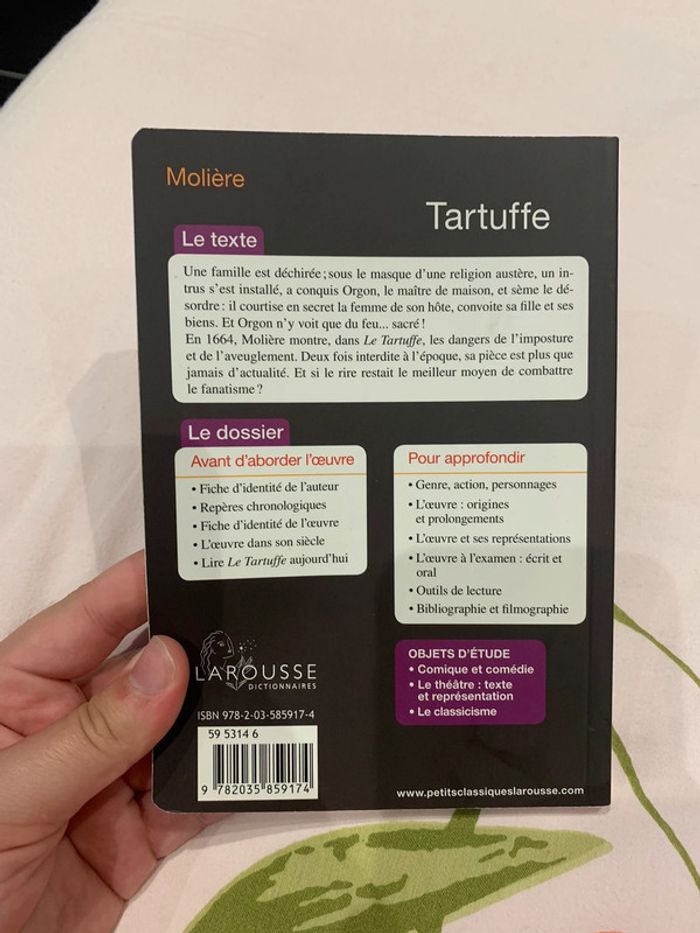 Molière
Tartuffe
Le texte
Une famille est déchirée ; sous le masque d'une religion austère, un in-
trus s'est installé, a conquis Orgon, le maître de maison, et sème le dé-
sordre : il courtise en secret la femme de son hôte, convoite sa fille et ses
biens. Et Orgon n'y voit que du feu... sacré !
En 1664, Molière montre, dans Le Tartuffe, les dangers de l'imposture
et de l'aveuglement. Deux fois interdite à l'époque, sa pièce est plus que
jamais d'actualité. Et si le rire restait le meilleur moyen de combattre
le fanatisme ?
Le dossier
Avant d'aborder l'œuvre
• Fiche d'identité de l'auteur
• Repères chronologiques
• Fiche d'identité de l'œuvre
• L'œuvre dans son siècle
• Lire Le Tartuffe aujourd'hui
Pour approfondir
• Genre, action, personnages
• L'œuvre : origines
et prolongements
• L'œuvre et ses représentations
• L'œuvre à l'examen : écrit et
oral
• Outils de lecture
• Bibliographie et filmographie
OBJETS D'ÉTUDE
• Comique et comédie
• Le théâtre : texte
et représentation
• Le classicisme
LAROUSSE
DICTIONNAIRES
ISBN 978-2-03-585917-4
59 5314 6
9 782035 859174
www.petitsclassiqueslarousse.com